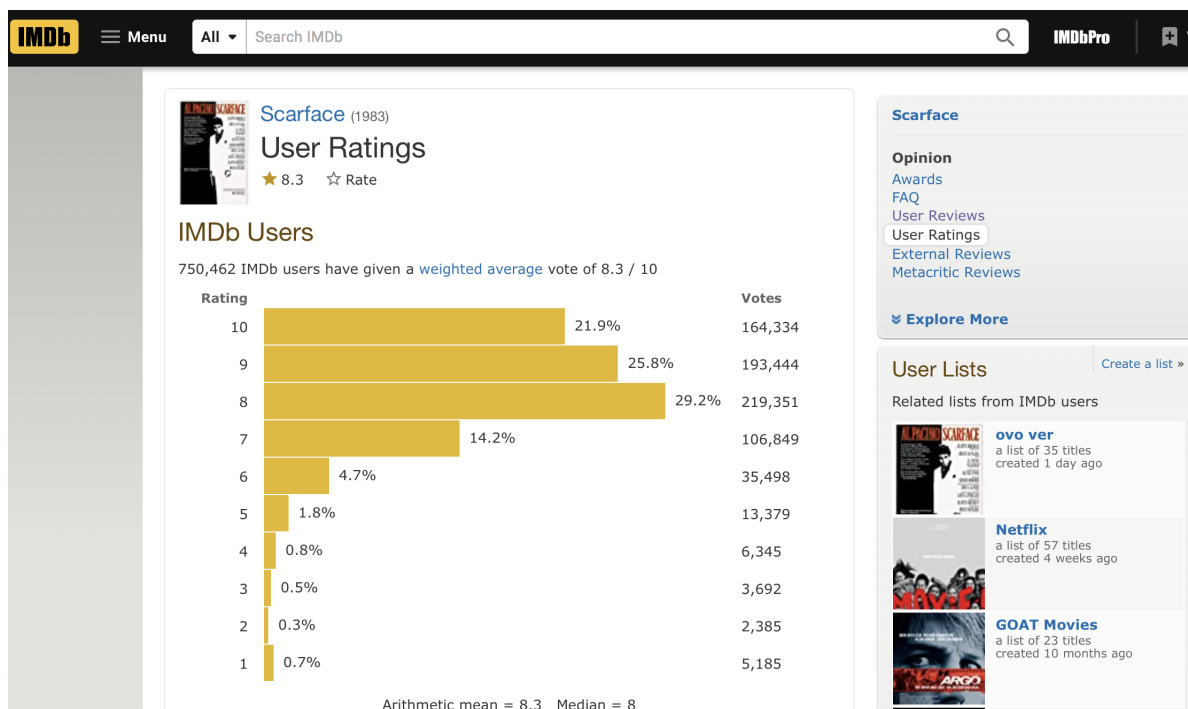 IMDb Menu All Search IMDb IMDbPro
AL PACINO SCARFACE
Scarface (1983)
User Ratings
8.3 Rate
IMDb Users
750,462 IMDb users have given a weighted average vote of 8.3 / 10
Rating Votes
10 21.9% 164,334
9 25.8% 193,444
8 29.2% 219,351
7 14.2% 106,849
6 4.7% 35,498
5 1.8% 13,379
4 0.8% 6,345
3 0.5% 3,692
2 0.3% 2,385
1 0.7% 5,185
Arithmetic mean = 8.3 Median = 8
Scarface
Opinion
Awards
FAQ
User Reviews
User Ratings
External Reviews
Metacritic Reviews
Explore More
User Lists Create a list »
Related lists from IMDb users
AL PACINO SCARFACE
ovo ver
a list of 35 titles
created 1 day ago
Netflix
a list of 57 titles
created 4 weeks ago
GOAT Movies
a list of 23 titles
created 10 months ago
ARGO